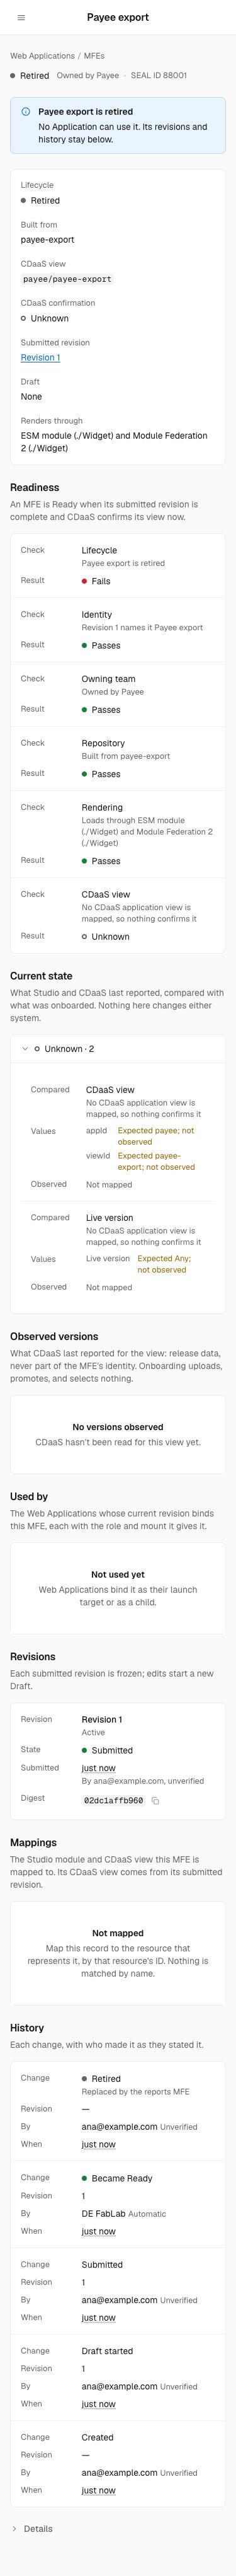 Payee export
Web Applications / MFEs
Retired Owned by Payee · SEAL ID 88001
Payee export is retired
No Application can use it. Its revisions and
history stay below.
Lifecycle
Retired
Built from
payee-export
CDaaS view
payee/payee-export
CDaaS confirmation
Unknown
Submitted revision
Revision 1
Draft
None
Renders through
ESM module (./Widget) and Module Federation
2 (./Widget)
Readiness
An MFE is Ready when its submitted revision is
complete and CDaaS confirms its view now.
Check Lifecycle
Payee export is retired
Result Fails
Check Identity
Revision 1 names it Payee export
Result Passes
Check Owning team
Owned by Payee
Result Passes
Check Repository
Built from payee-export
Result Passes
Check Rendering
Loads through ESM module
(./Widget) and Module Federation 2
(./Widget)
Result Passes
Check CDaaS view
No CDaaS application view is
mapped, so nothing confirms it
Result Unknown
Current state
What Studio and CDaaS last reported, compared with
what was onboarded. Nothing here changes either
system.
Unknown · 2
Compared CDaaS view
No CDaaS application view is
mapped, so nothing confirms it
Values appId Expected payee; not
observed
viewId Expected payee-
export; not observed
Observed Not mapped
Compared Live version
No CDaaS application view is
mapped, so nothing confirms it
Values Live version Expected Any;
not observed
Observed Not mapped
Observed versions
What CDaaS last reported for the view: release data,
never part of the MFE's identity. Onboarding uploads,
promotes, and selects nothing.
No versions observed
CDaaS hasn't been read for this view yet.
Used by
The Web Applications whose current revision binds
this MFE, each with the role and mount it gives it.
Not used yet
Web Applications bind it as their launch
target or as a child.
Revisions
Each submitted revision is frozen; edits start a new
Draft.
Revision Revision 1
Active
State Submitted
Submitted just now
By ana@example.com, unverified
Digest 02dc1affb960
Mappings
The Studio module and CDaaS view this MFE is
mapped to. Its CDaaS view comes from its submitted
revision.
Not mapped
Map this record to the resource that
represents it, by that resource's ID. Nothing is
matched by name.
History
Each change, with who made it as they stated it.
Change Retired
Replaced by the reports MFE
Revision —
By ana@example.com Unverified
When just now
Change Became Ready
Revision 1
By DE FabLab Automatic
When just now
Change Submitted
Revision 1
By ana@example.com Unverified
When just now
Change Draft started
Revision 1
By ana@example.com Unverified
When just now
Change Created
Revision —
By ana@example.com Unverified
When just now
Details